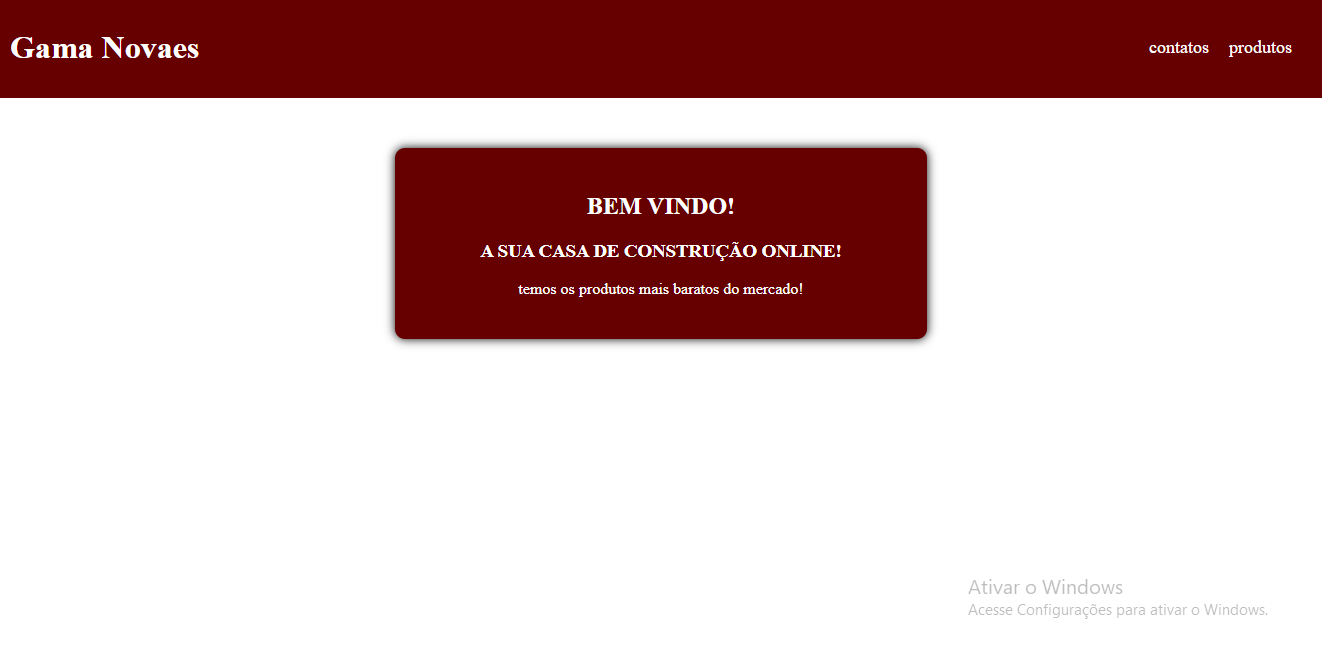 Gama Novaes
contatos produtos
BEM VINDO!
A SUA CASA DE CONSTRUÇÃO ONLINE!
temos os produtos mais baratos do mercado!
Ativar o Windows
Acesse Configurações para ativar o Windows.